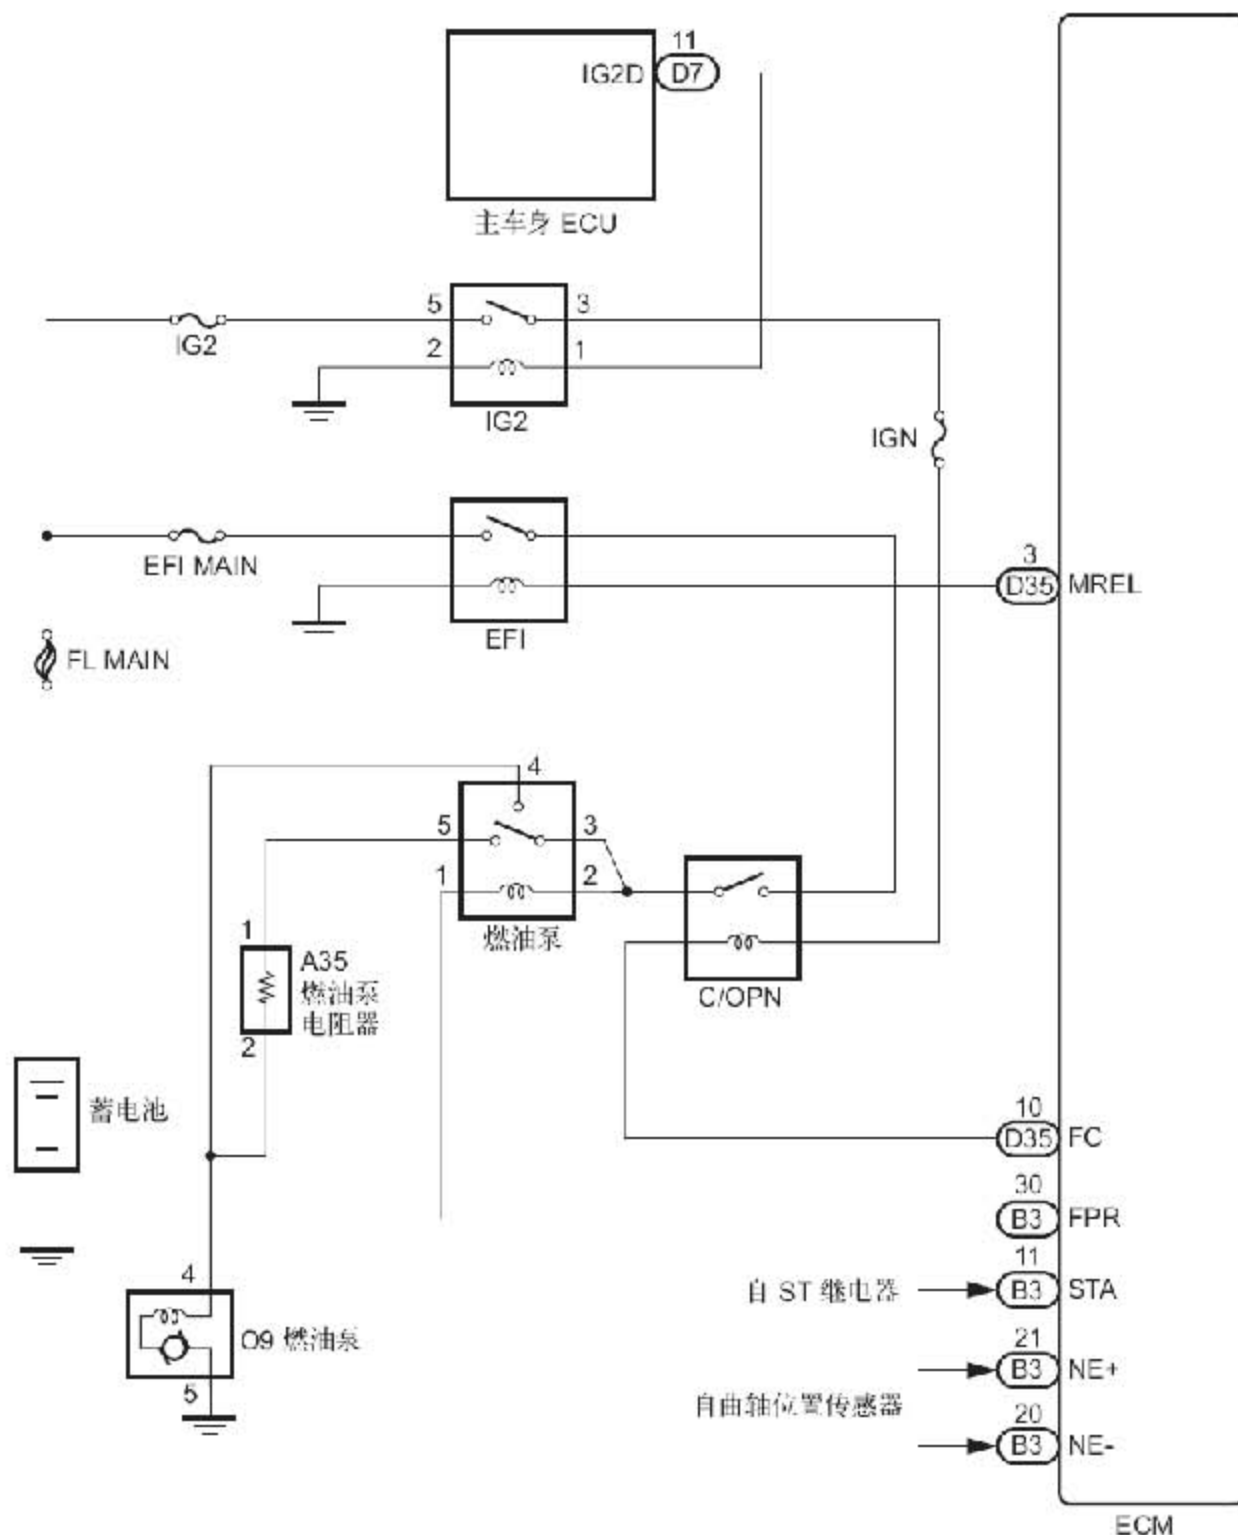 11
IG2D
D7
主车身 ECU
5
3
IG2
2
1
IG2
IGN
EFI MAIN
3
D35
MREL
EFI
FL MAIN
4
5
3
1
2
燃油泵
1
A35
燃油泵
电阻器
2
C/OPN
蓄电池
10
D35
FC
30
B3
FPR
11
自 ST 继电器
B3
STA
4
O9 燃油泵
21
B3
NE+
5
自曲轴位置传感器
20
B3
NE-
ECM